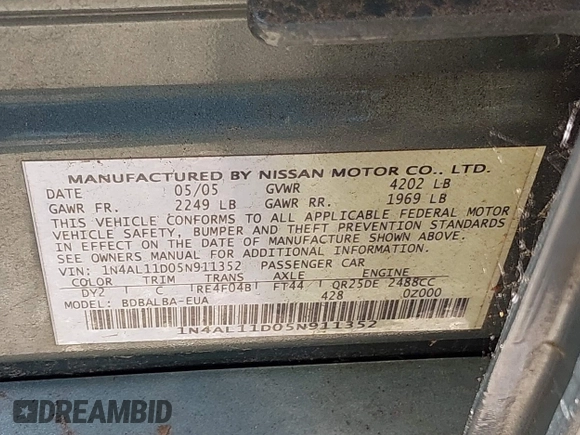 MANUFACTURED BY NISSAN MOTOR CO., LTD.
DATE 05/05 GVWR 4202 LB
GAWR FR. 2249 LB GAWR RR. 1969 LB
THIS VEHICLE CONFORMS TO ALL APPLICABLE FEDERAL MOTOR
VEHICLE SAFETY, BUMPER AND THEFT PREVENTION STANDARDS
IN EFFECT ON THE DATE OF MANUFACTURE SHOWN ABOVE.
SEE OWNERS MANUAL FOR ADDITIONAL INFORMATION.
VIN: 1N4AL11D05N911352 PASSENGER CAR
COLOR TRIM TRANS AXLE ENGINE
DY2 C RE4F04B FT44 QR25DE 2488CC
MODEL: BDBALBA-EUA 428 0Z000
1N4AL11D05N911352
DREAMBID